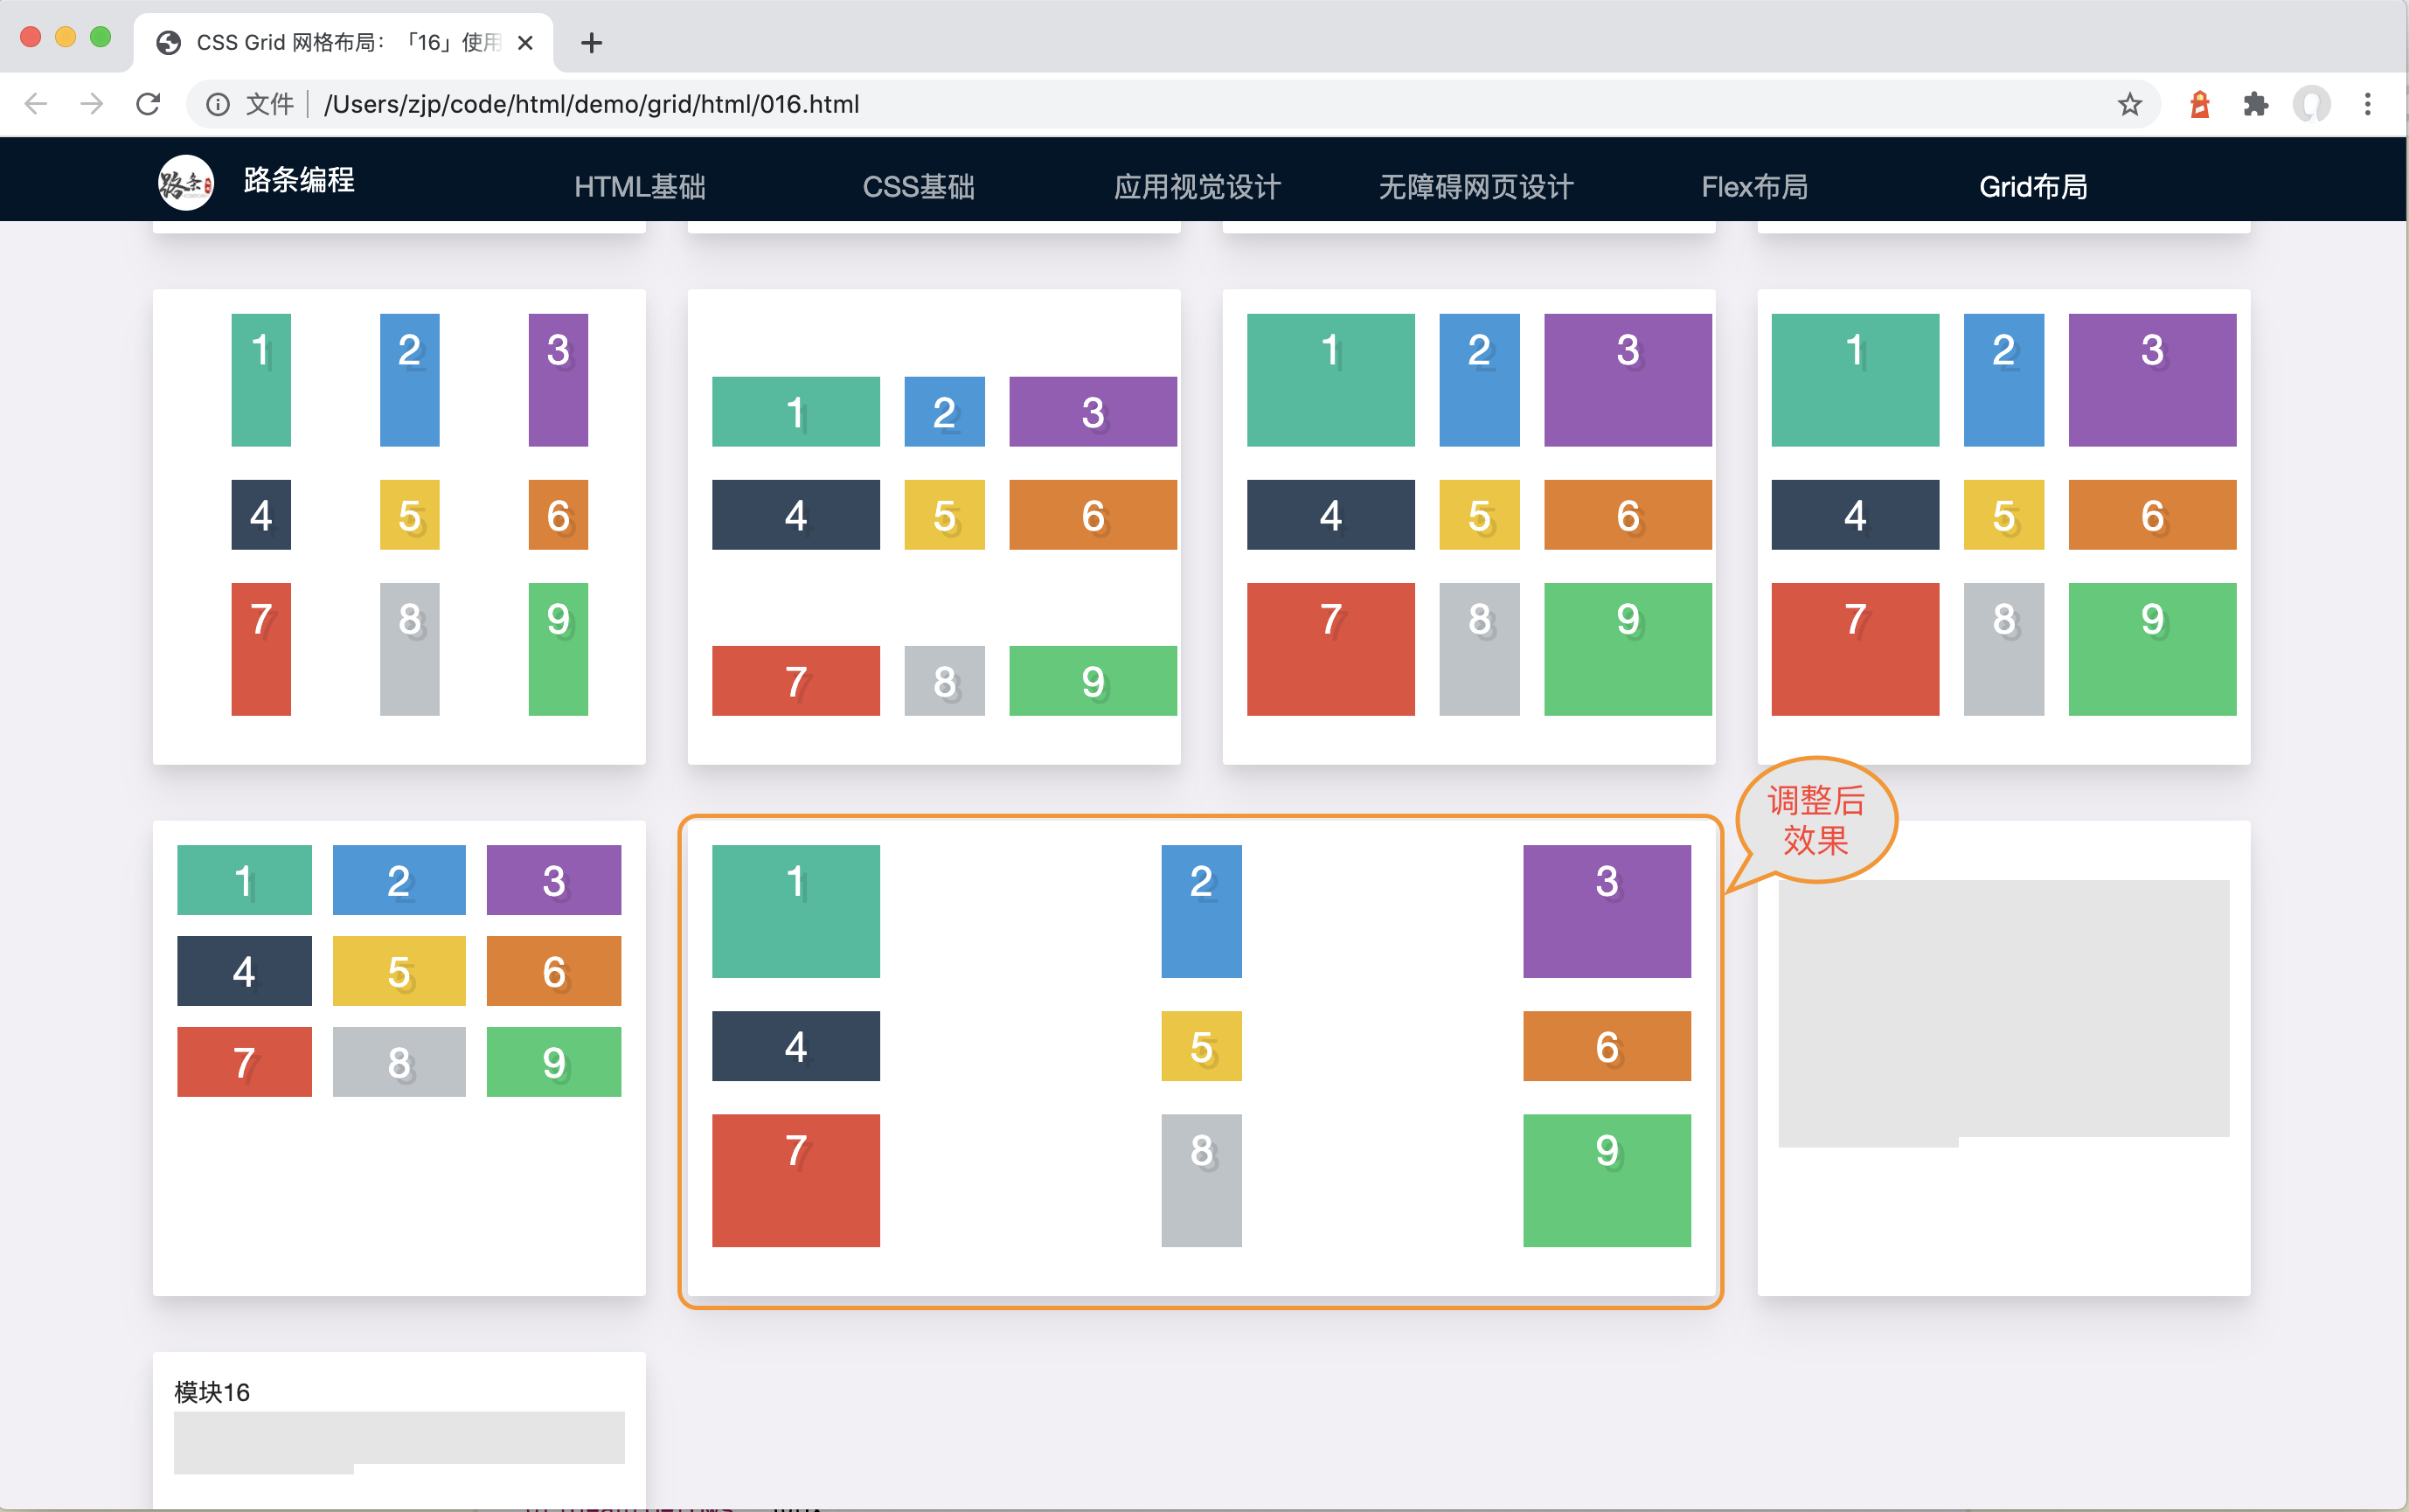 CSS Grid 网格布局：「16」使用
文件 /Users/zjp/code/html/demo/grid/html/016.html
路条编程 HTML基础 CSS基础 应用视觉设计 无障碍网页设计 Flex布局 Grid布局
1 2 3
4 5 6
7 8 9
1 2 3
4 5 6
7 8 9
1 2 3
4 5 6
7 8 9
1 2 3
4 5 6
7 8 9
1 2 3
4 5 6
7 8 9
1 2 3
4 5 6
7 8 9
调整后
效果
模块16